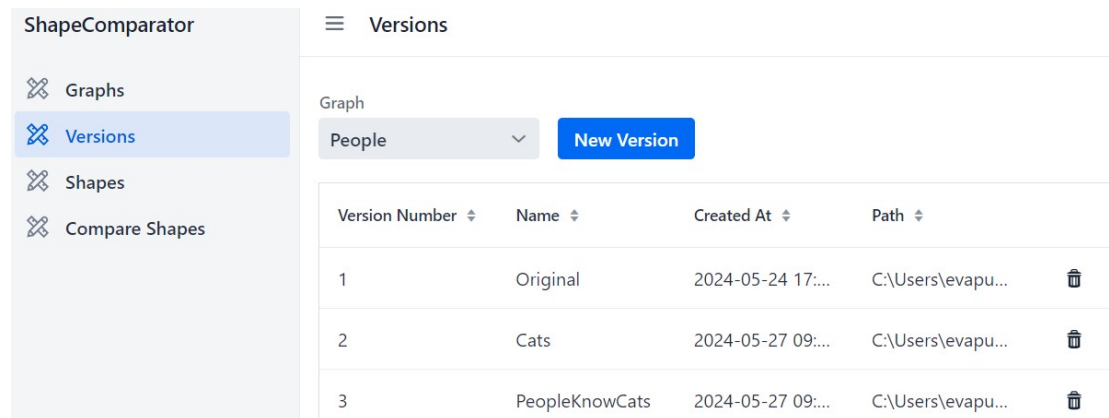 ShapeComparator
Graphs
Versions
Shapes
Compare Shapes
Versions
Graph
People
New Version
Version Number Name Created At Path
1 Original 2024-05-24 17:... C:\Users\evapu...
2 Cats 2024-05-27 09:... C:\Users\evapu...
3 PeopleKnowCats 2024-05-27 09:... C:\Users\evapu...